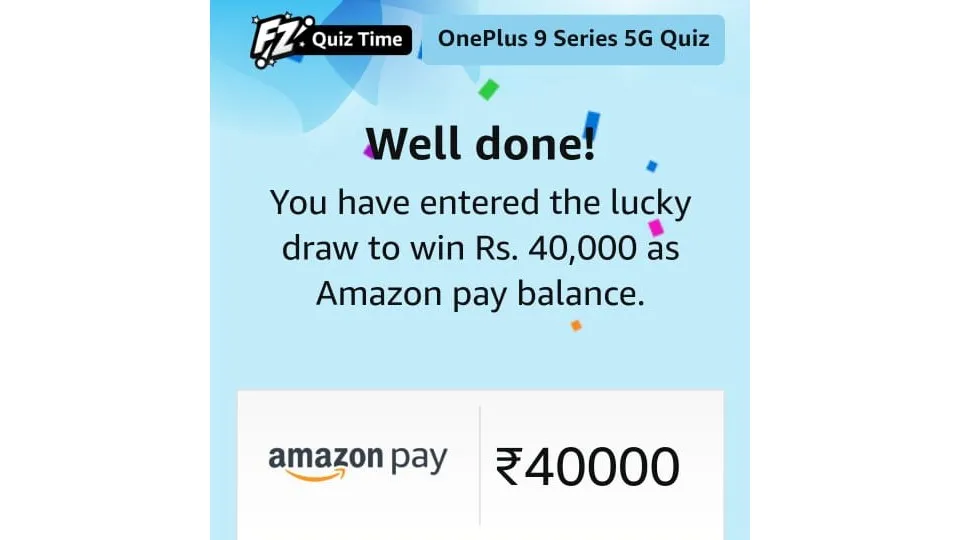 FZ. Quiz Time OnePlus 9 Series 5G Quiz
Well done!
You have entered the lucky
draw to win Rs. 40,000 as
Amazon pay balance.
amazon pay ₹40000